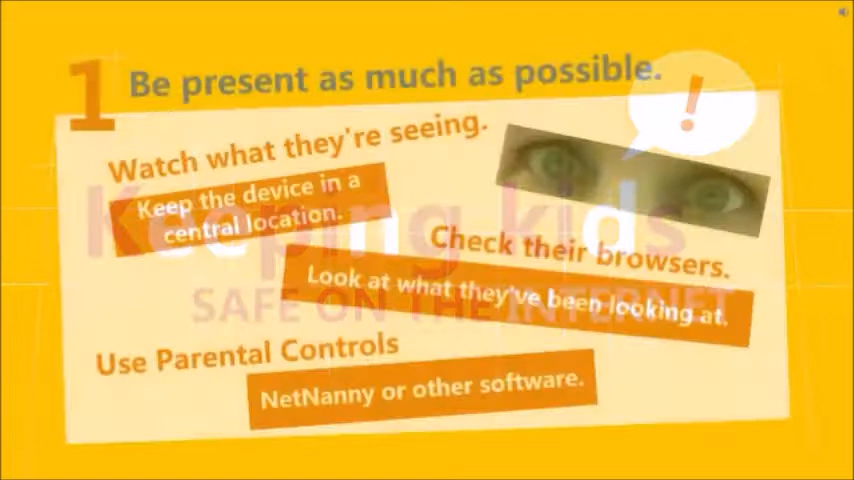 1 Be present as much as possible.
!
Watch what they're seeing.
Keep the device in a
central location.
Keeping kids
Check their browsers.
SAFE ON THE INTERNET
Look at what they've been looking at.
Use Parental Controls
NetNanny or other software.